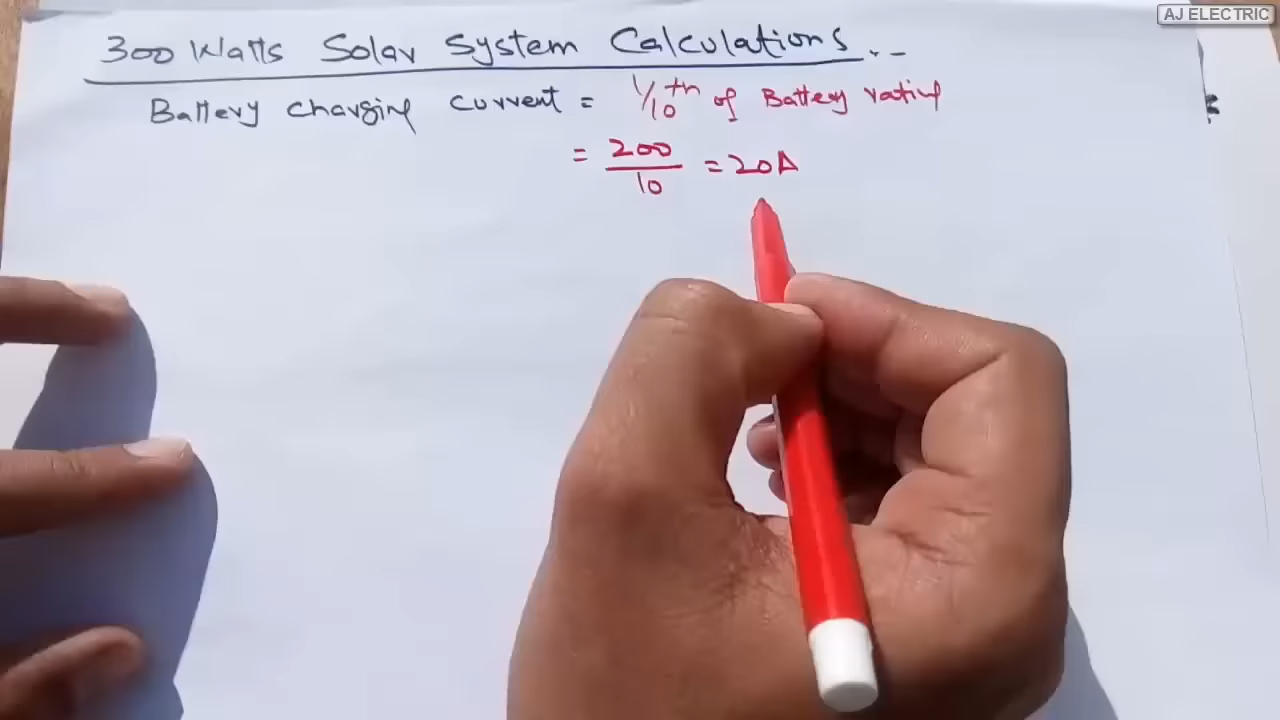 AJ ELECTRIC
300 Watts Solar System Calculations...
Battery charging current = 1/10th of Battery rating
= 200/10 = 20A